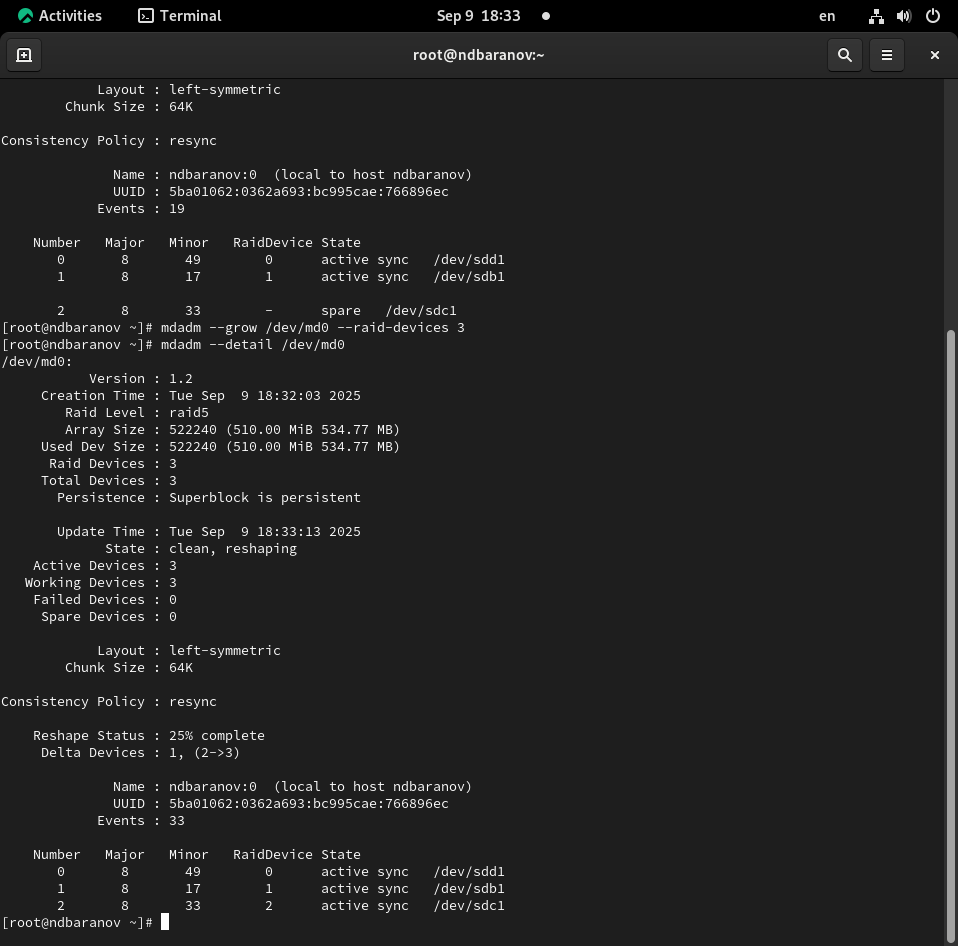 Activities Terminal Sep 9 18:33 en
root@ndbaranov:~
Layout : left-symmetric
Chunk Size : 64K
Consistency Policy : resync
Name : ndbaranov:0 (local to host ndbaranov)
UUID : 5ba01062:0362a693:bc995cae:766896ec
Events : 19
Number Major Minor RaidDevice State
0 8 49 0 active sync /dev/sdd1
1 8 17 1 active sync /dev/sdb1
2 8 33 - spare /dev/sdc1
[root@ndbaranov ~]# mdadm --grow /dev/md0 --raid-devices 3
[root@ndbaranov ~]# mdadm --detail /dev/md0
/dev/md0:
Version : 1.2
Creation Time : Tue Sep 9 18:32:03 2025
Raid Level : raid5
Array Size : 522240 (510.00 MiB 534.77 MB)
Used Dev Size : 522240 (510.00 MiB 534.77 MB)
Raid Devices : 3
Total Devices : 3
Persistence : Superblock is persistent
Update Time : Tue Sep 9 18:33:13 2025
State : clean, reshaping
Active Devices : 3
Working Devices : 3
Failed Devices : 0
Spare Devices : 0
Layout : left-symmetric
Chunk Size : 64K
Consistency Policy : resync
Reshape Status : 25% complete
Delta Devices : 1, (2->3)
Name : ndbaranov:0 (local to host ndbaranov)
UUID : 5ba01062:0362a693:bc995cae:766896ec
Events : 33
Number Major Minor RaidDevice State
0 8 49 0 active sync /dev/sdd1
1 8 17 1 active sync /dev/sdb1
2 8 33 2 active sync /dev/sdc1
[root@ndbaranov ~]#